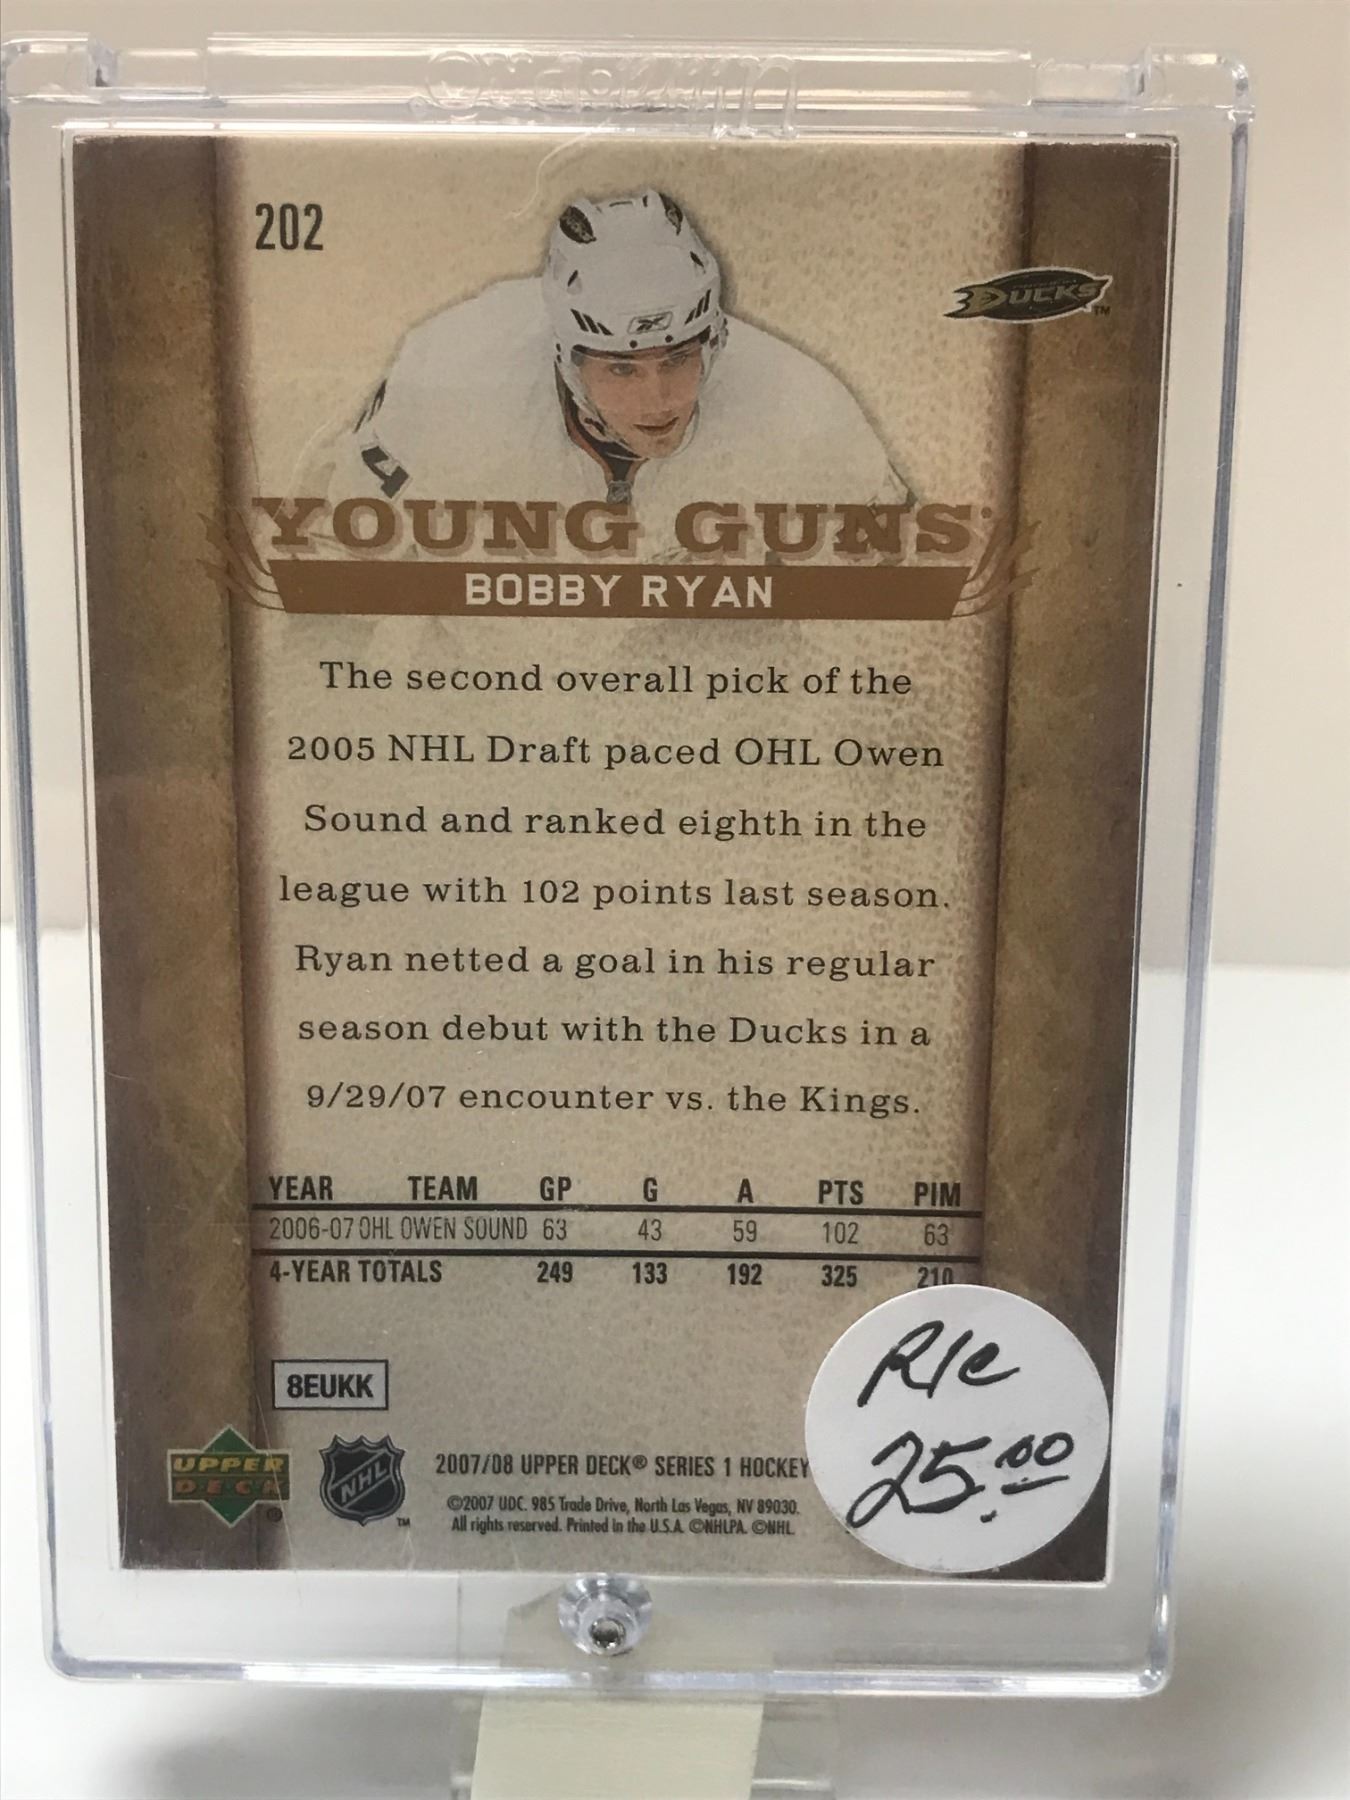 202
DUCKS™
4
YOUNG GUNS
BOBBY RYAN
The second overall pick of the
2005 NHL Draft paced OHL Owen
Sound and ranked eighth in the
league with 102 points last season.
Ryan netted a goal in his regular
season debut with the Ducks in a
9/29/07 encounter vs. the Kings.
YEAR TEAM GP G A PTS PIM
2006-07 OHL OWEN SOUND 63 43 59 102 63
4-YEAR TOTALS 249 133 192 325 210
8EUKK
R/C
25.00
UPPER
DECK®
NHL™
2007/08 UPPER DECK® SERIES 1 HOCKEY
©2007 UDC. 985 Trade Drive, North Las Vegas, NV 89030.
All rights reserved. Printed in the U.S.A. ©NHLPA. ©NHL.